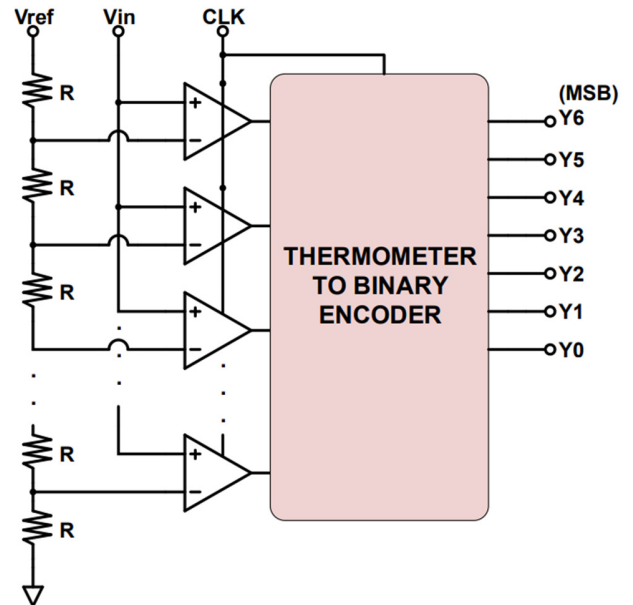 Vref Vin CLK
R
R
R
R
R
+
−
+
−
+
−
+
−
THERMOMETER
TO BINARY
ENCODER
(MSB)
Y6
Y5
Y4
Y3
Y2
Y1
Y0